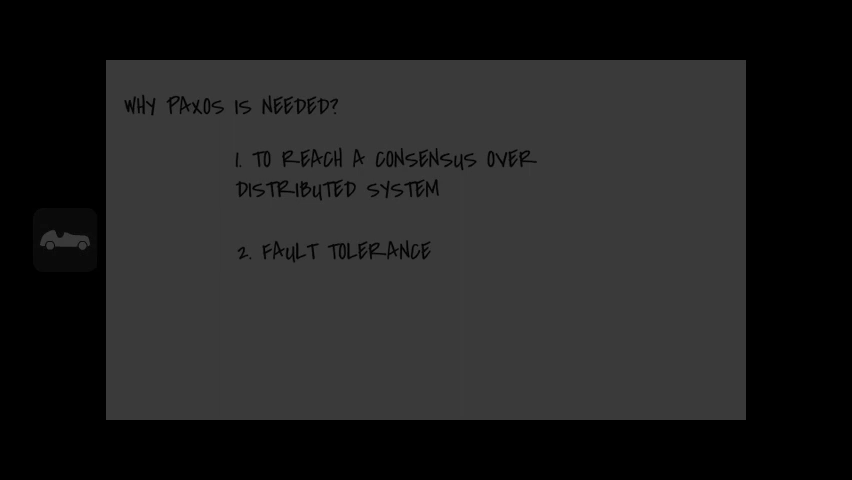 WHY PAXOS IS NEEDED?
1. TO REACH A CONSENSUS OVER
DISTRIBUTED SYSTEM
2. FAULT TOLERANCE